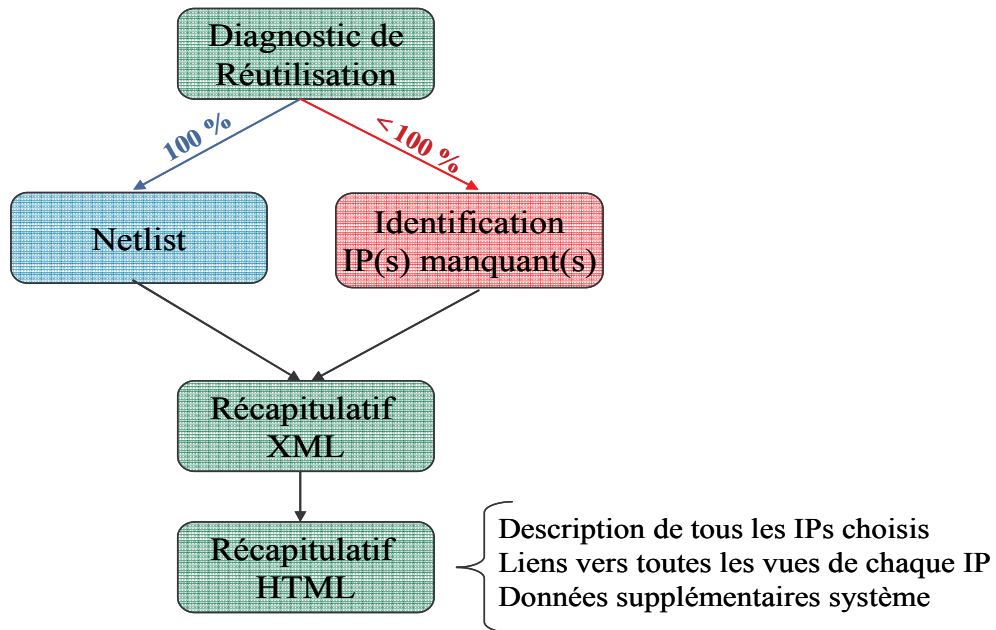 Diagnostic de
Réutilisation
100 %
< 100 %
Netlist
Identification
IP(s) manquant(s)
Récapitulatif
XML
Récapitulatif
HTML
Description de tous les IPs choisis
Liens vers toutes les vues de chaque IP
Données supplémentaires système